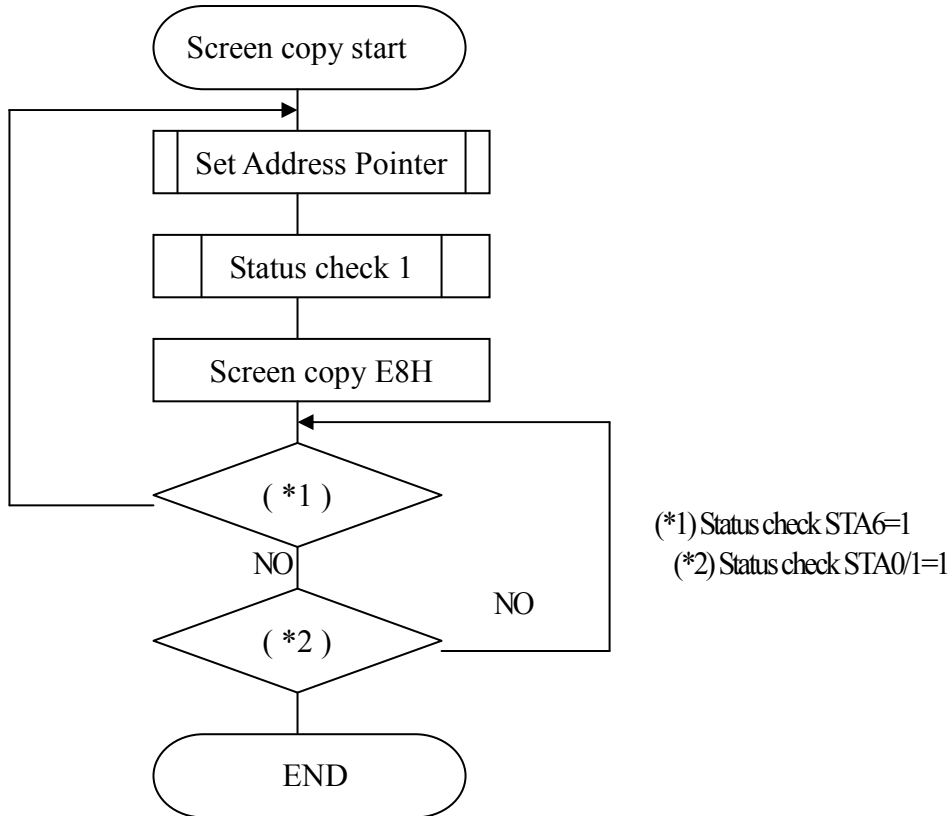 Screen copy start
Set Address Pointer
Status check 1
Screen copy E8H
( *1 )
(*1) Status check STA6=1
(*2) Status check STA0/1=1
NO
NO
( *2 )
END